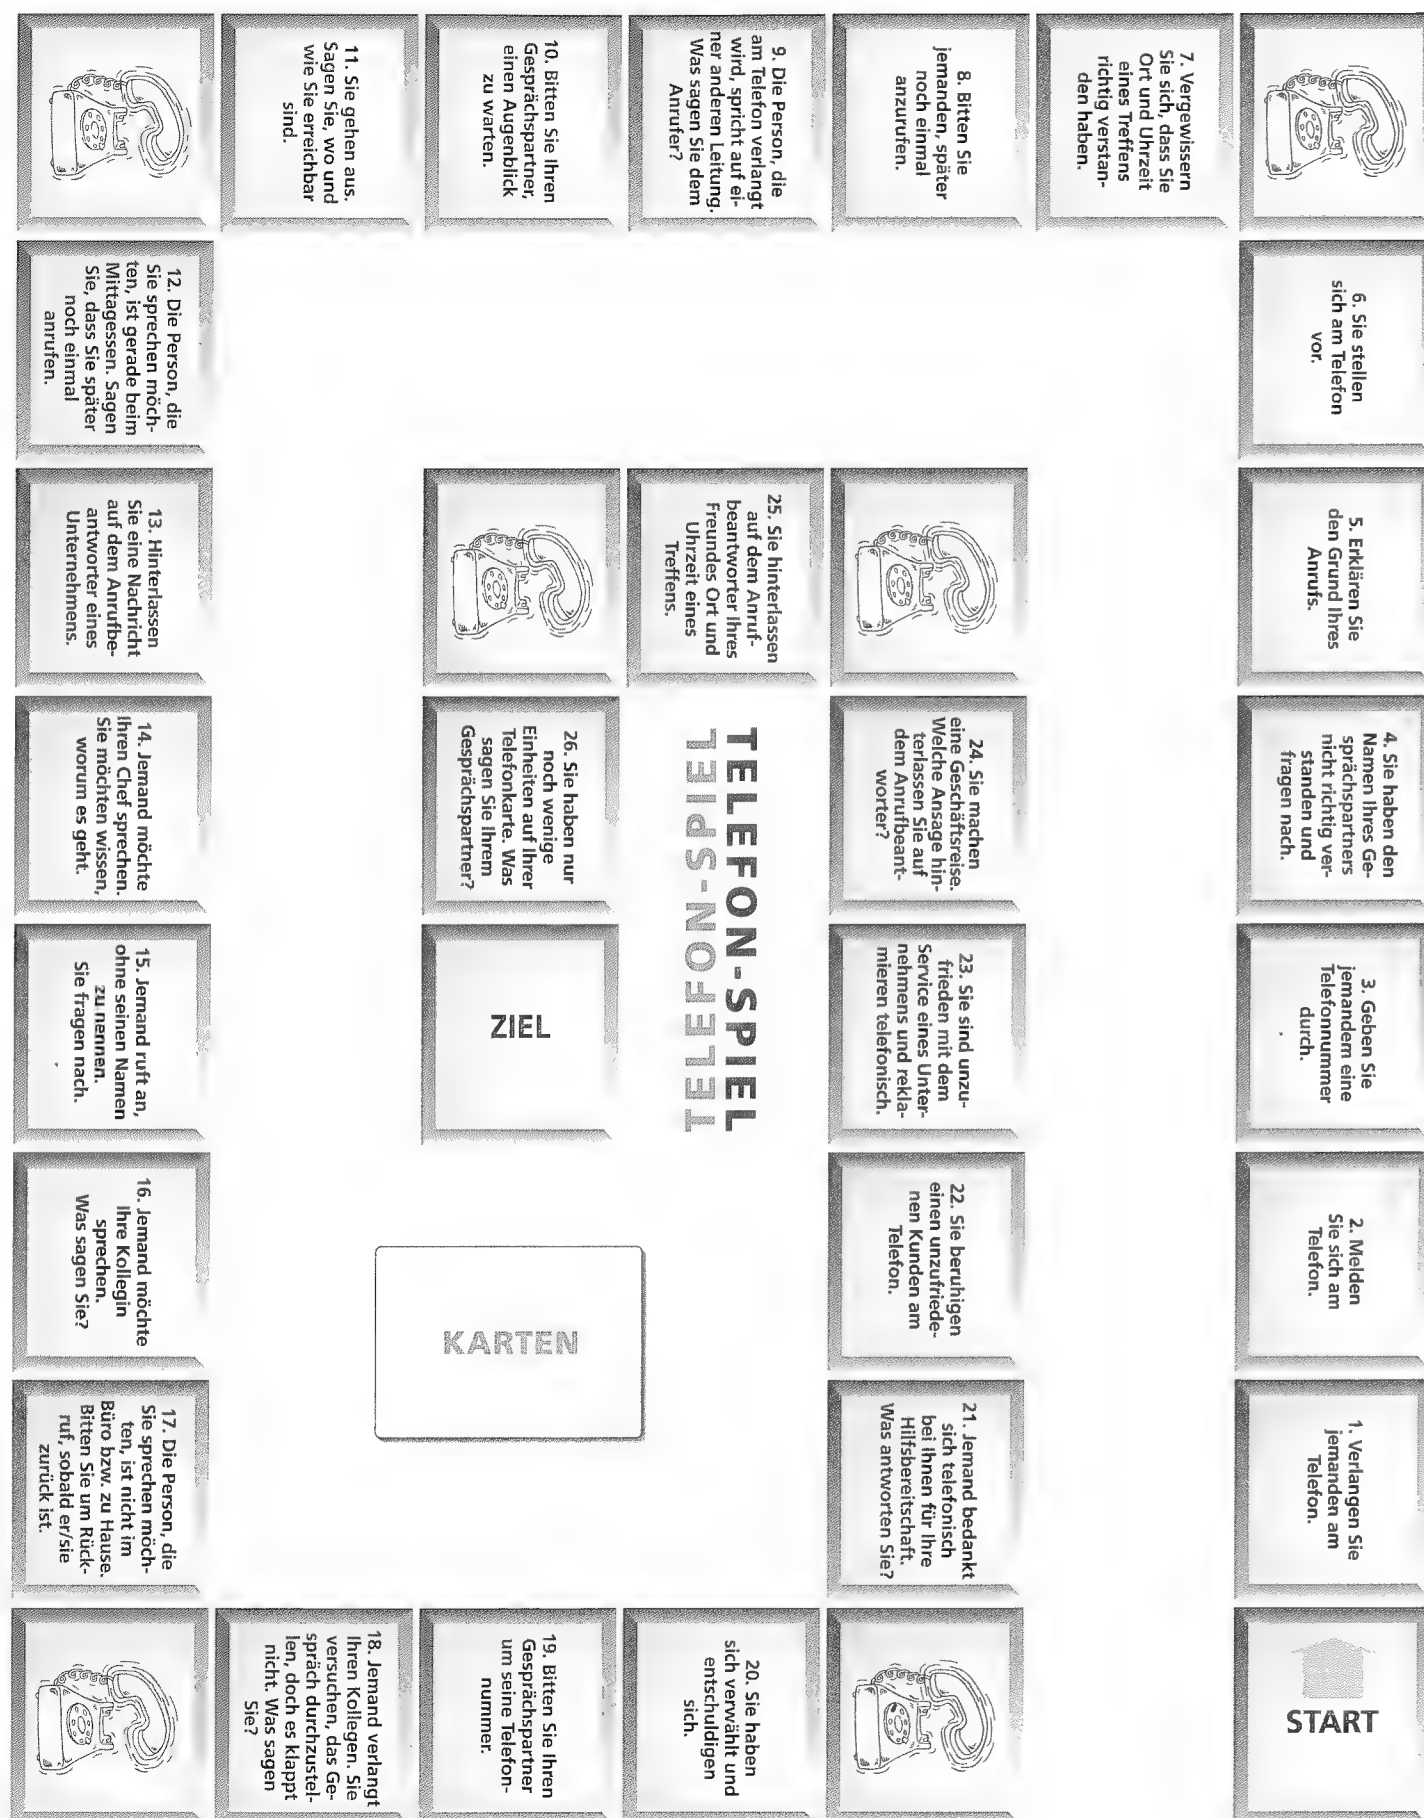 START
1. Verlangen Sie
jemanden am
Telefon.
2. Melden
Sie sich am
Telefon.
3. Geben Sie
jemandem eine
Telefonnummer
durch.
4. Sie haben den
Namen Ihres Ge-
sprächspartners
nicht richtig ver-
standen und
fragen nach.
5. Erklären Sie
den Grund Ihres
Anrufs.
6. Sie stellen
sich am Telefon
vor.
7. Vergewissern
Sie sich, dass Sie
Ort und Uhrzeit
eines Treffens
richtig verstan-
den haben.
8. Bitten Sie
jemanden, später
noch einmal
anzurufen.
9. Die Person, die
am Telefon verlangt
wird, spricht auf ei-
ner anderen Leitung.
Was sagen Sie dem
Anrufer?
10. Bitten Sie Ihren
Gesprächspartner,
einen Augenblick
zu warten.
11. Sie gehen aus.
Sagen Sie, wo und
wie Sie erreichbar
sind.
12. Die Person, die
Sie sprechen möch-
ten, ist gerade beim
Mittagessen. Sagen
Sie, dass Sie später
noch einmal
anrufen.
13. Hinterlassen
Sie eine Nachricht
auf dem Anrufbe-
antworter eines
Unternehmens.
14. Jemand möchte
Ihren Chef sprechen.
Sie möchten wissen,
worum es geht.
15. Jemand ruft an,
ohne seinen Namen
zu nennen.
Sie fragen nach.
16. Jemand möchte
Ihre Kollegin
sprechen.
Was sagen Sie?
17. Die Person, die
Sie sprechen möch-
ten, ist nicht im
Büro bzw. zu Hause.
Bitten Sie um Rück-
ruf, sobald er/sie
zurück ist.
18. Jemand verlangt
Ihren Kollegen. Sie
versuchen, das Ge-
spräch durchzustel-
len, doch es klappt
nicht. Was sagen
Sie?
19. Bitten Sie Ihren
Gesprächspartner
um seine Telefon-
nummer.
20. Sie haben
sich verwählt und
entschuldigen
sich.
21. Jemand bedankt
sich telefonisch
bei Ihnen für Ihre
Hilfsbereitschaft.
Was antworten Sie?
22. Sie beruhigen
einen unzufriede-
nen Kunden am
Telefon.
23. Sie sind unzu-
frieden mit dem
Service eines Unter-
nehmens und rekla-
mieren telefonisch.
24. Sie machen
eine Geschäftsreise.
Welche Ansage hin-
terlassen Sie auf
dem Anrufbeant-
worter?
25. Sie hinterlassen
auf dem Anruf-
beantworter Ihres
Freundes Ort und
Uhrzeit eines
Treffens.
26. Sie haben nur
noch wenige
Einheiten auf Ihrer
Telefonkarte. Was
sagen Sie Ihrem
Gesprächspartner?
ZIEL
TELEFON-SPIEL
TELEFON-SPIEL
KARTEN